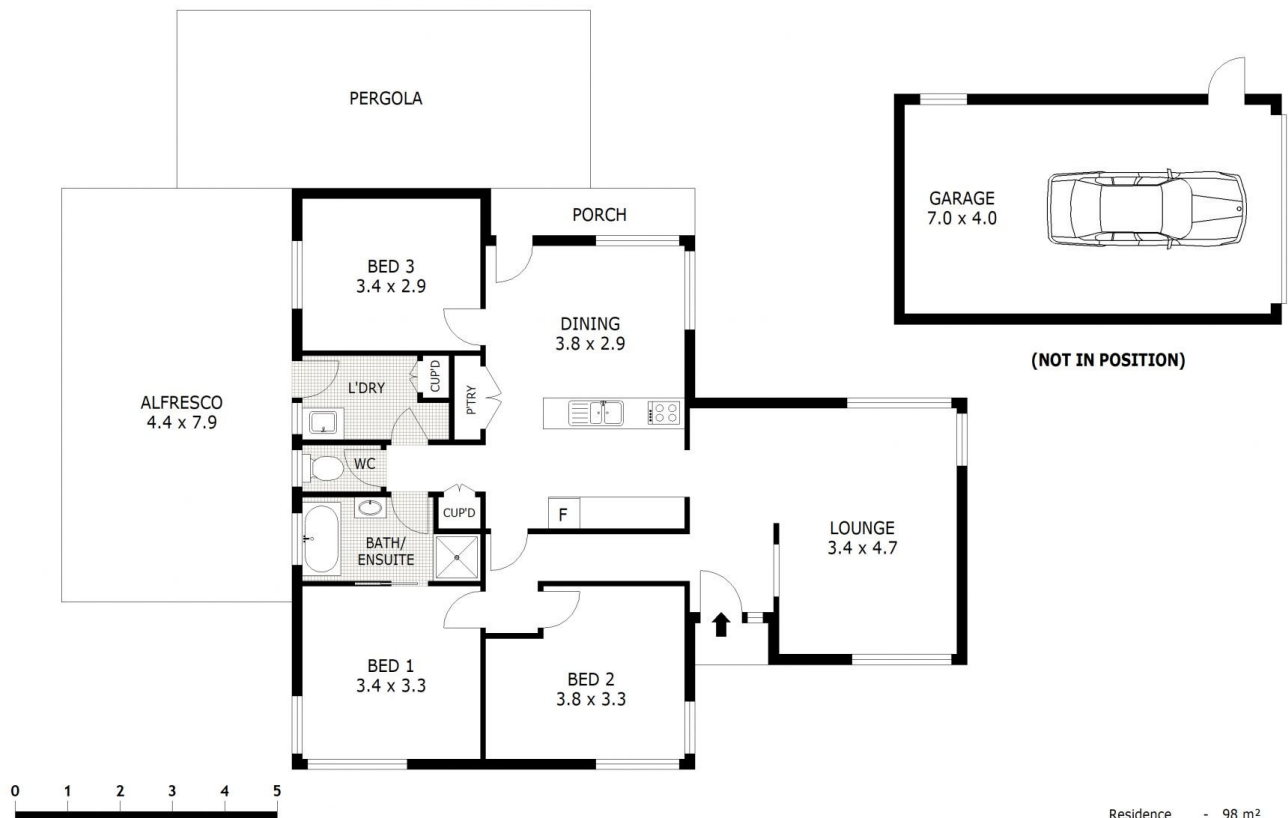 PERGOLA
PORCH
BED 3
3.4 x 2.9
DINING
3.8 x 2.9
GARAGE
7.0 x 4.0
(NOT IN POSITION)
L'DRY
CUP'D
P'TRY
ALFRESCO
4.4 x 7.9
WC
CUP'D
F
BATH/
ENSUITE
LOUNGE
3.4 x 4.7
BED 1
3.4 x 3.3
BED 2
3.8 x 3.3
0 1 2 3 4 5
Residence - 98 m²